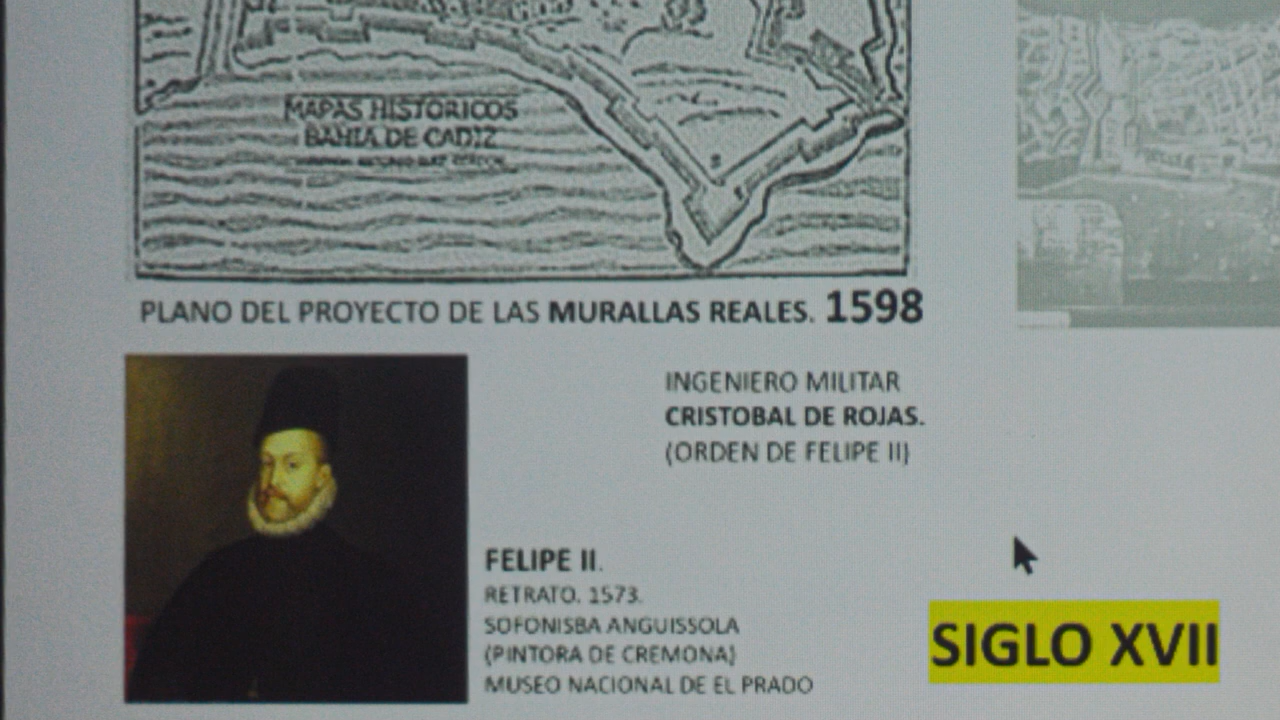 MAPAS HISTORICOS
BAHIA DE CADIZ
PLANO DEL PROYECTO DE LAS MURALLAS REALES. 1598
INGENIERO MILITAR
CRISTOBAL DE ROJAS.
(ORDEN DE FELIPE II)
FELIPE II.
RETRATO. 1573.
SOFONISBA ANGUISSOLA
(PINTORA DE CREMONA)
MUSEO NACIONAL DE EL PRADO
SIGLO XVII